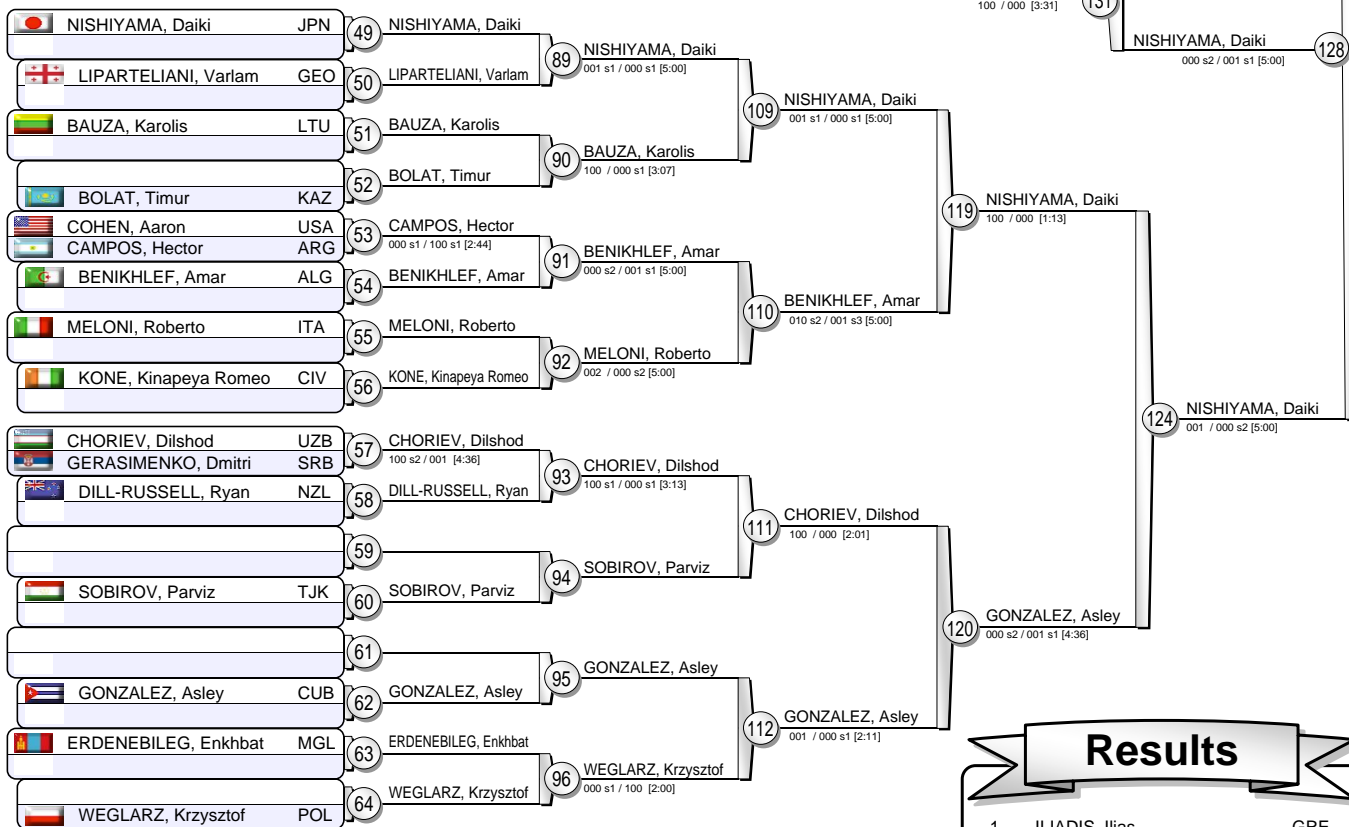 100 / 000 [3:31]
131
NISHIYAMA, Daiki
000 s2 / 001 s1 [5:00]
128
NISHIYAMA, Daiki JPN
49
NISHIYAMA, Daiki
LIPARTELIANI, Varlam GEO
50
LIPARTELIANI, Varlam
89
NISHIYAMA, Daiki
001 s1 / 000 s1 [5:00]
BAUZA, Karolis LTU
51
BAUZA, Karolis
BOLAT, Timur KAZ
52
BOLAT, Timur
90
BAUZA, Karolis
100 / 000 s1 [3:07]
109
NISHIYAMA, Daiki
001 s1 / 000 s1 [5:00]
COHEN, Aaron USA
CAMPOS, Hector ARG
53
CAMPOS, Hector
000 s1 / 100 s1 [2:44]
BENIKHLEF, Amar ALG
54
BENIKHLEF, Amar
91
BENIKHLEF, Amar
000 s2 / 001 s1 [5:00]
MELONI, Roberto ITA
55
MELONI, Roberto
KONE, Kinapeya Romeo CIV
56
KONE, Kinapeya Romeo
92
MELONI, Roberto
002 / 000 s2 [5:00]
110
BENIKHLEF, Amar
010 s2 / 001 s3 [5:00]
119
NISHIYAMA, Daiki
100 / 000 [1:13]
CHORIEV, Dilshod UZB
GERASIMENKO, Dmitri SRB
57
CHORIEV, Dilshod
100 s2 / 001 [4:36]
DILL-RUSSELL, Ryan NZL
58
DILL-RUSSELL, Ryan
93
CHORIEV, Dilshod
100 s1 / 000 s1 [3:13]
59
SOBIROV, Parviz TJK
60
SOBIROV, Parviz
94
SOBIROV, Parviz
111
CHORIEV, Dilshod
100 / 000 [2:01]
61
GONZALEZ, Asley CUB
62
GONZALEZ, Asley
95
GONZALEZ, Asley
ERDENEBILEG, Enkhbat MGL
63
ERDENEBILEG, Enkhbat
WEGLARZ, Krzysztof POL
64
WEGLARZ, Krzysztof
96
WEGLARZ, Krzysztof
000 s1 / 100 [2:00]
112
GONZALEZ, Asley
001 / 000 s1 [2:11]
120
GONZALEZ, Asley
000 s2 / 001 s1 [4:36]
124
NISHIYAMA, Daiki
001 / 000 s2 [5:00]
Results
1 ILIADIS, Ilias GRE